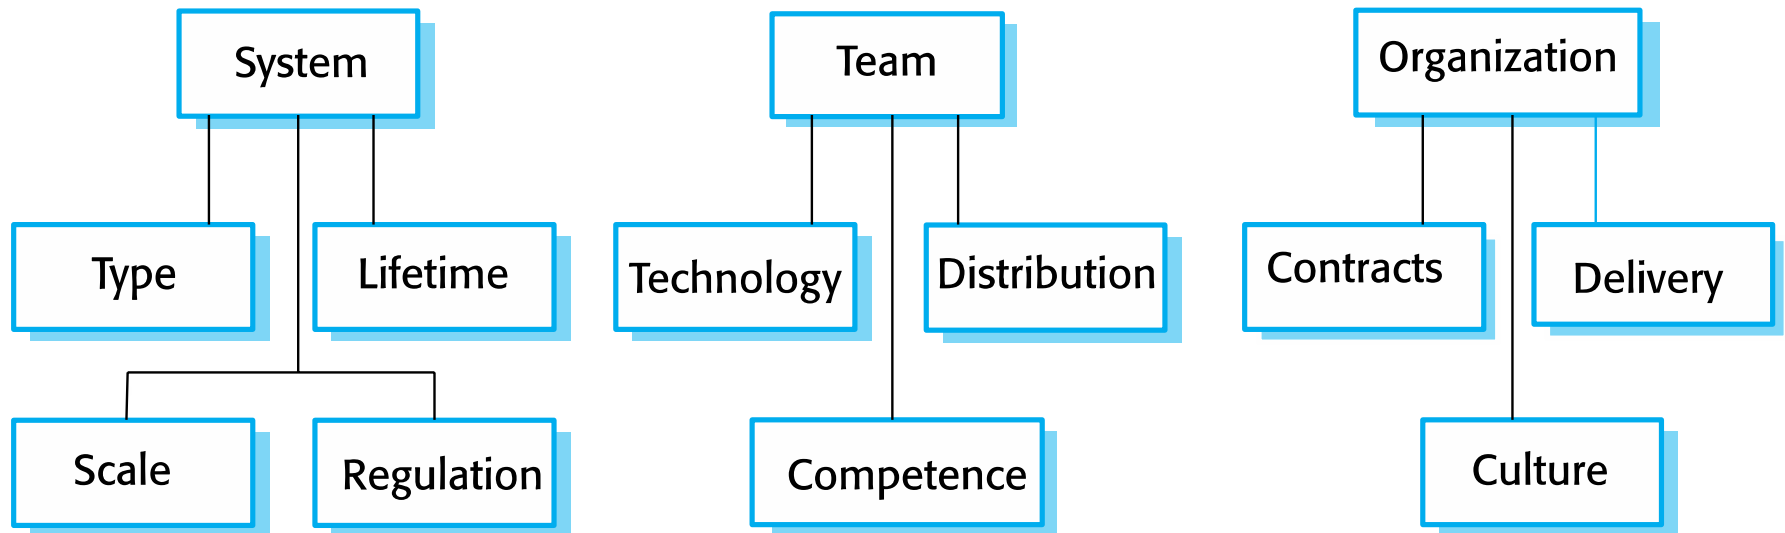 System
Team
Organization
Type
Lifetime
Technology
Distribution
Contracts
Delivery
Scale
Regulation
Competence
Culture